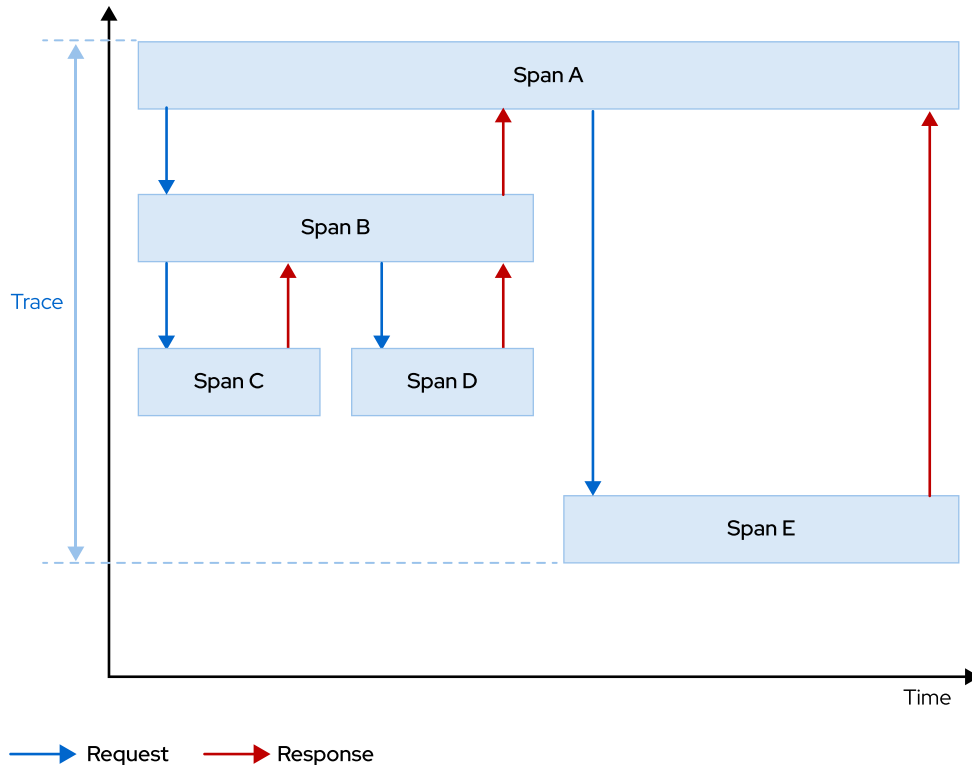 Span A
Span B
Trace
Span C
Span D
Span E
Time
Request
Response